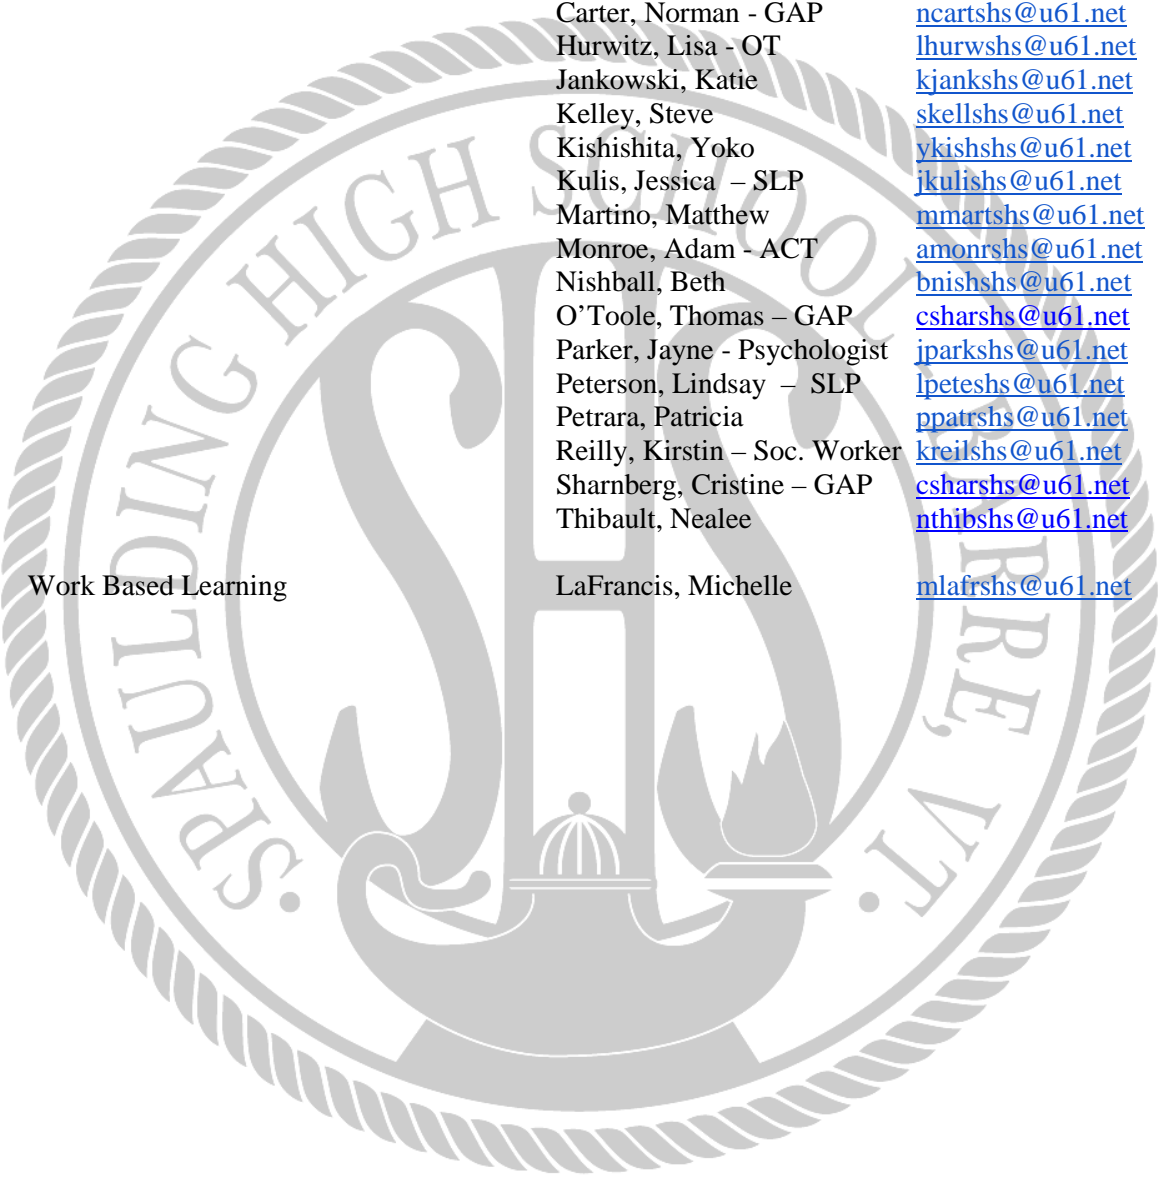 Carter, Norman - GAP ncartshs@u61.net
Hurwitz, Lisa - OT lhurwshs@u61.net
Jankowski, Katie kjankshs@u61.net
Kelley, Steve skellshs@u61.net
Kishishita, Yoko ykishshs@u61.net
Kulis, Jessica – SLP jkulishs@u61.net
Martino, Matthew mmartshs@u61.net
Monroe, Adam - ACT amonrshs@u61.net
Nishball, Beth bnishshs@u61.net
O’Toole, Thomas – GAP csharshs@u61.net
Parker, Jayne - Psychologist jparkshs@u61.net
Peterson, Lindsay – SLP lpeteshs@u61.net
Petrara, Patricia ppatrshs@u61.net
Reilly, Kirstin – Soc. Worker kreilshs@u61.net
Sharnberg, Cristine – GAP csharshs@u61.net
Thibault, Nealee nthibshs@u61.net
Work Based Learning LaFrancis, Michelle mlafrshs@u61.net
· SPAULDING HIGH SCHOOL, BARRE, VT. ·
SHS